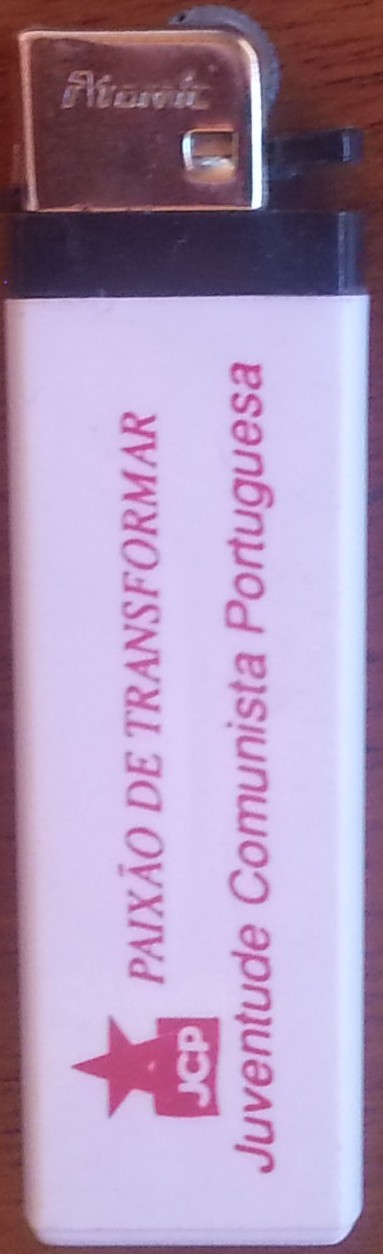 Atomic
PAIXÃO DE TRANSFORMAR
JCP
Juventude Comunista Portuguesa